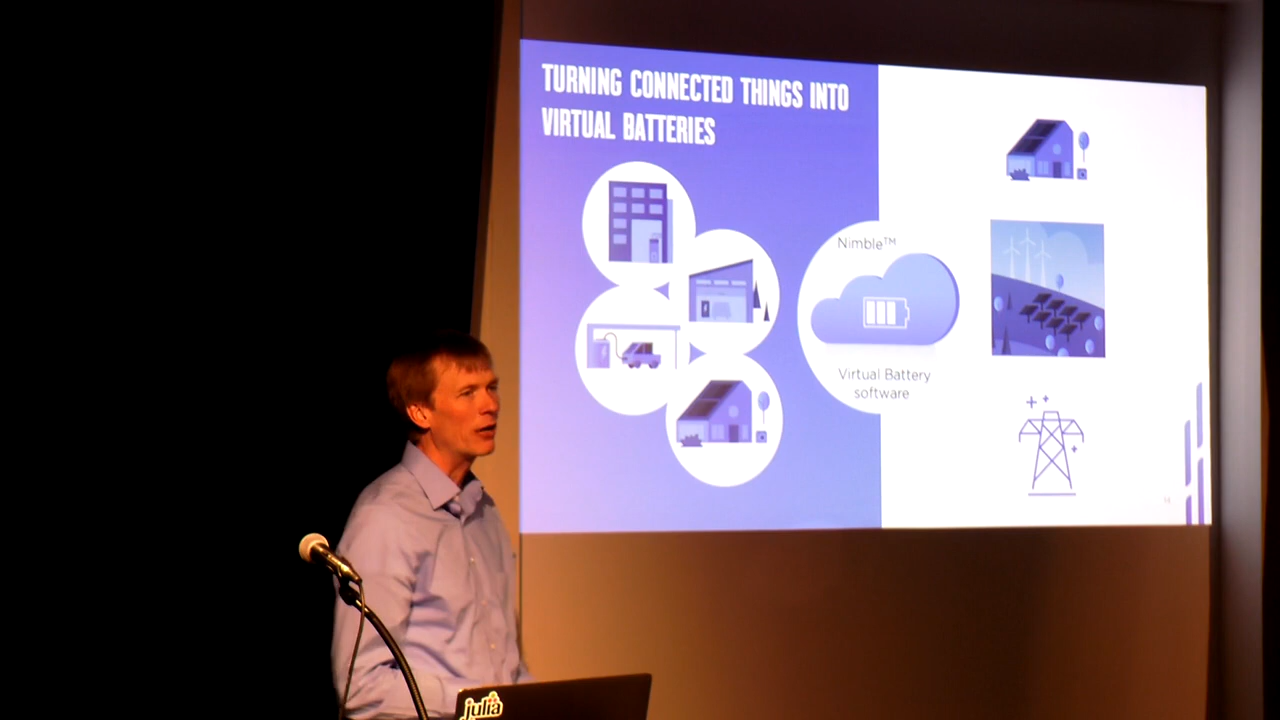 TURNING CONNECTED THINGS INTO
VIRTUAL BATTERIES
Nimble™
Virtual Battery
software
julia